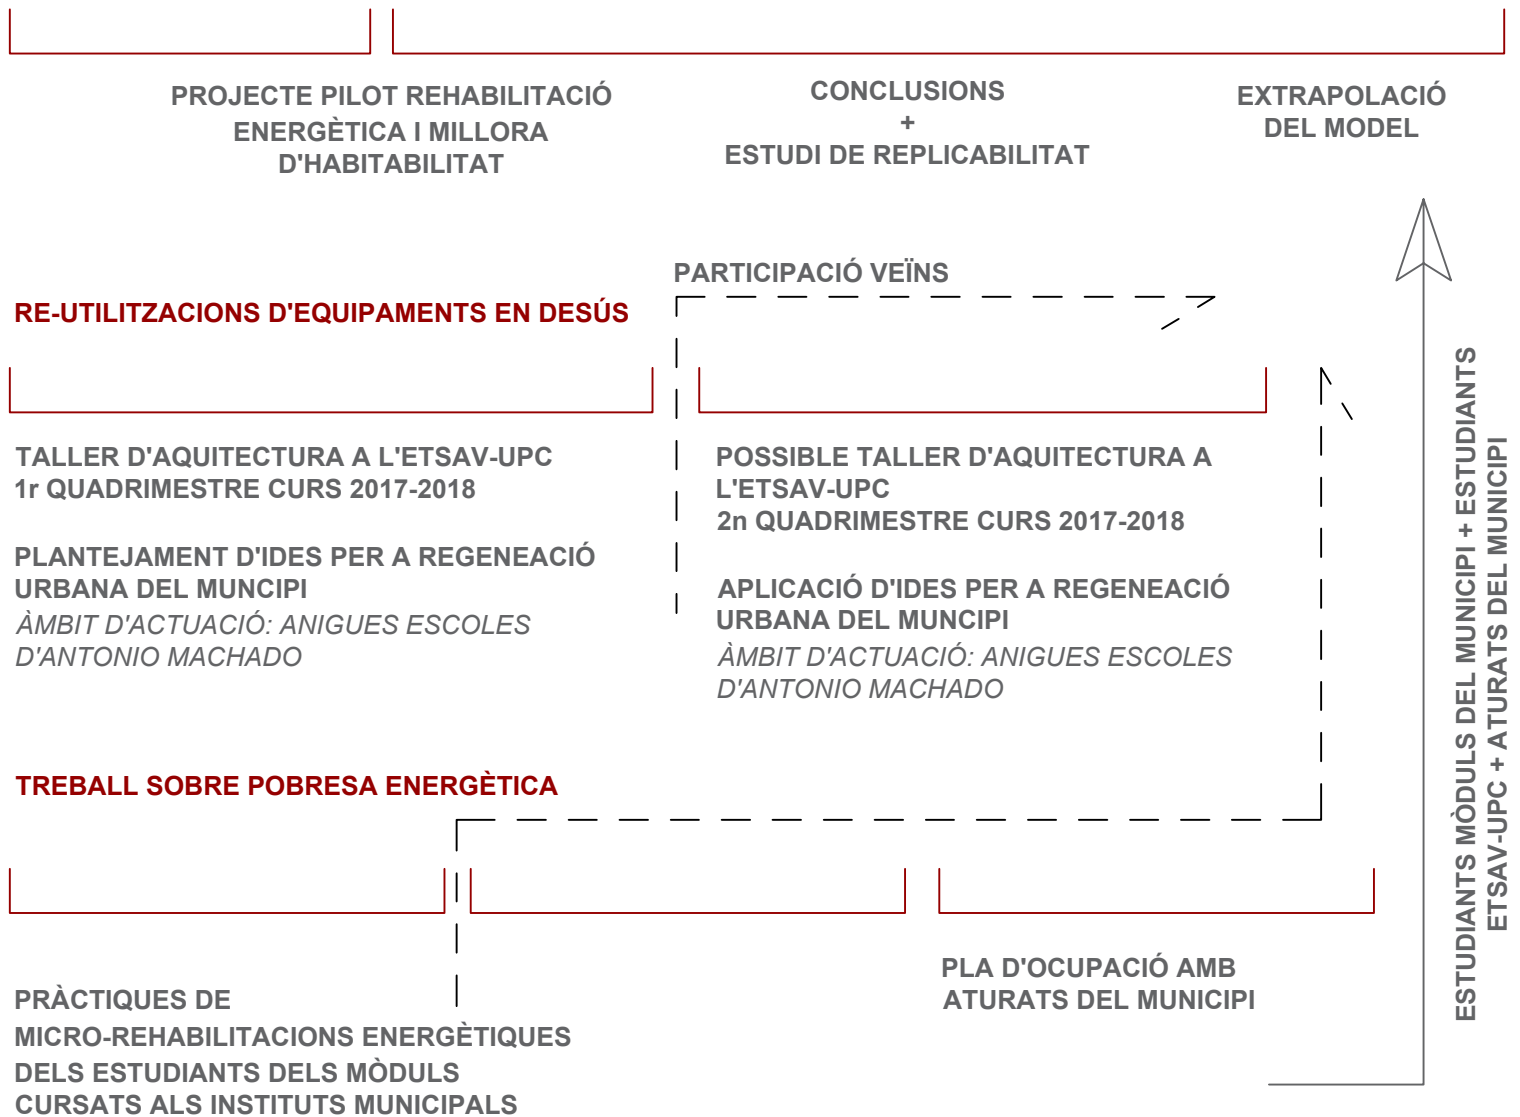 PROJECTE PILOT REHABILITACIÓ
ENERGÈTICA I MILLORA
D'HABITABILITAT
CONCLUSIONS
+
ESTUDI DE REPLICABILITAT
EXTRAPOLACIÓ
DEL MODEL
PARTICIPACIÓ VEÏNS
RE-UTILITZACIONS D'EQUIPAMENTS EN DESÚS
TALLER D'AQUITECTURA A L'ETSAV-UPC
1r QUADRIMESTRE CURS 2017-2018
PLANTEJAMENT D'IDES PER A REGENEACIÓ
URBANA DEL MUNCIPI
ÀMBIT D'ACTUACIÓ: ANIGUES ESCOLES
D'ANTONIO MACHADO
POSSIBLE TALLER D'AQUITECTURA A
L'ETSAV-UPC
2n QUADRIMESTRE CURS 2017-2018
APLICACIÓ D'IDES PER A REGENEACIÓ
URBANA DEL MUNCIPI
ÀMBIT D'ACTUACIÓ: ANIGUES ESCOLES
D'ANTONIO MACHADO
TREBALL SOBRE POBRESA ENERGÈTICA
PRÀCTIQUES DE
MICRO-REHABILITACIONS ENERGÈTIQUES
DELS ESTUDIANTS DELS MÒDULS
CURSATS ALS INSTITUTS MUNICIPALS
PLA D'OCUPACIÓ AMB
ATURATS DEL MUNICIPI
ESTUDIANTS MÒDULS DEL MUNICIPI + ESTUDIANTS
ETSAV-UPC + ATURATS DEL MUNICIPI